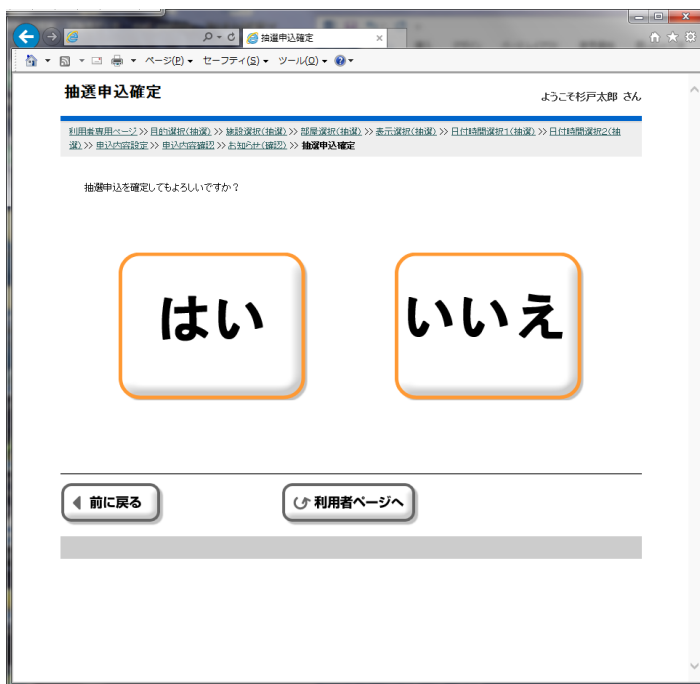 抽選申込確定
ページ(P) セーフティ(S) ツール(O)
抽選申込確定
ようこそ杉戸太郎 さん
利用者専用ページ >> 目的選択(抽選) >> 施設選択(抽選) >> 部屋選択(抽選) >> 表示選択(抽選) >> 日付時間選択1(抽選) >> 日付時間選択2(抽
選) >> 申込内容設定 >> 申込内容確認 >> お知らせ(確認) >> 抽選申込確定
抽選申込を確定してもよろしいですか？
はい
いいえ
前に戻る
利用者ページへ